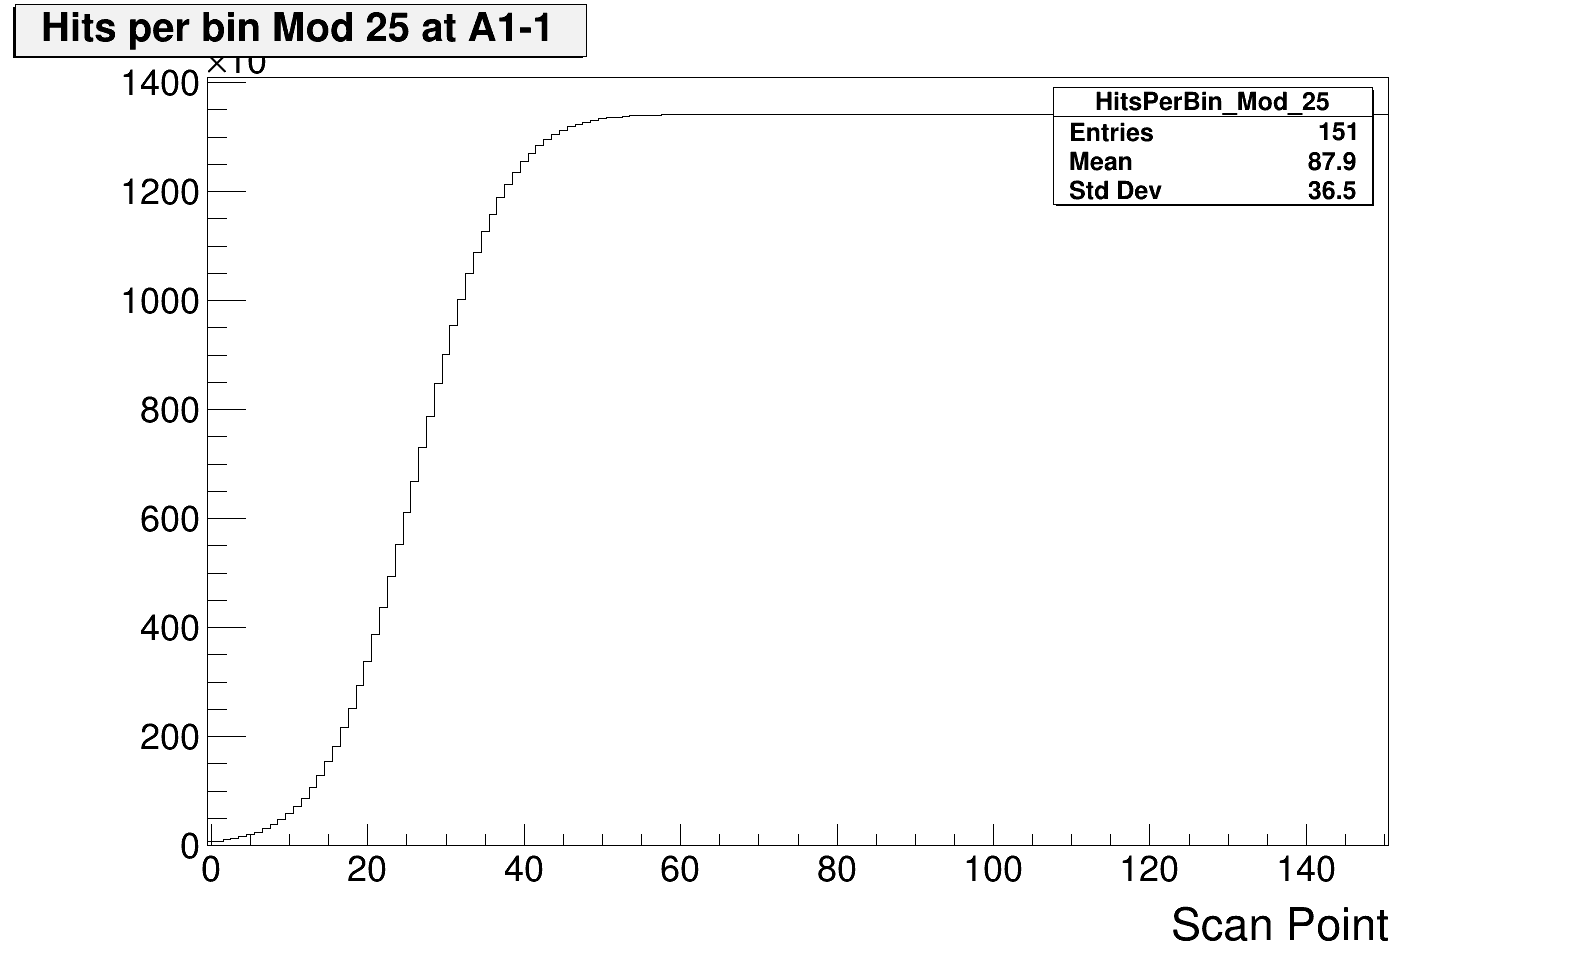 Hits per bin Mod 25 at A1-1
×10
1400
1200
1000
800
600
400
200
0
HitsPerBin_Mod_25
Entries 151
Mean 87.9
Std Dev 36.5
0 20 40 60 80 100 120 140
Scan Point